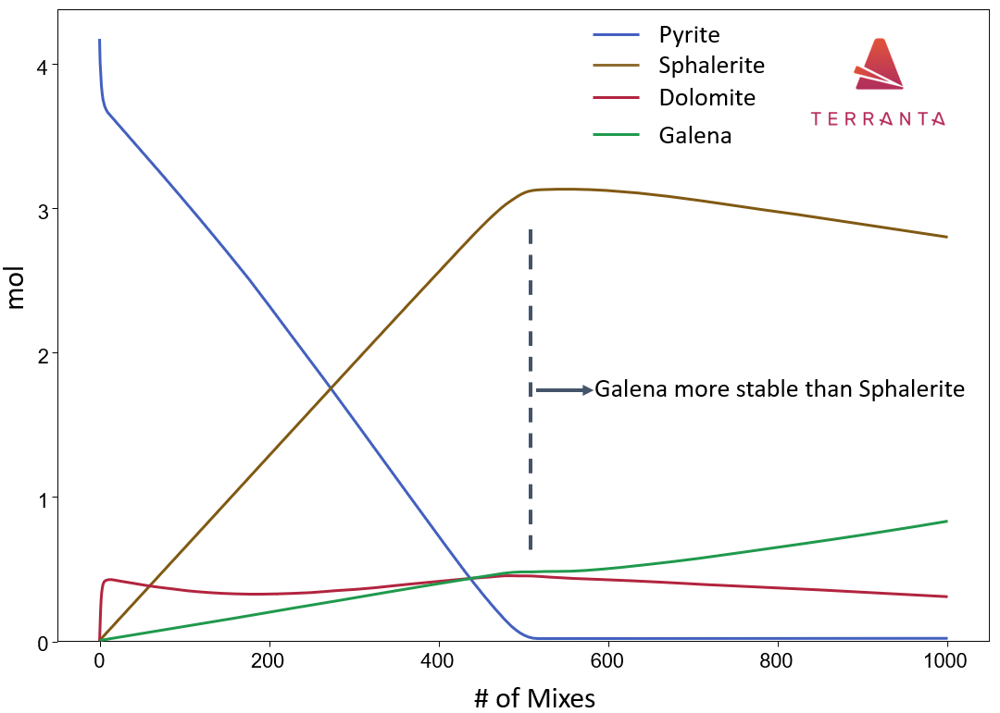 Pyrite
Sphalerite
Dolomite
Galena
TERRANTA
4
3
2
1
0
mol
Galena more stable than Sphalerite
0 200 400 600 800 1000
# of Mixes